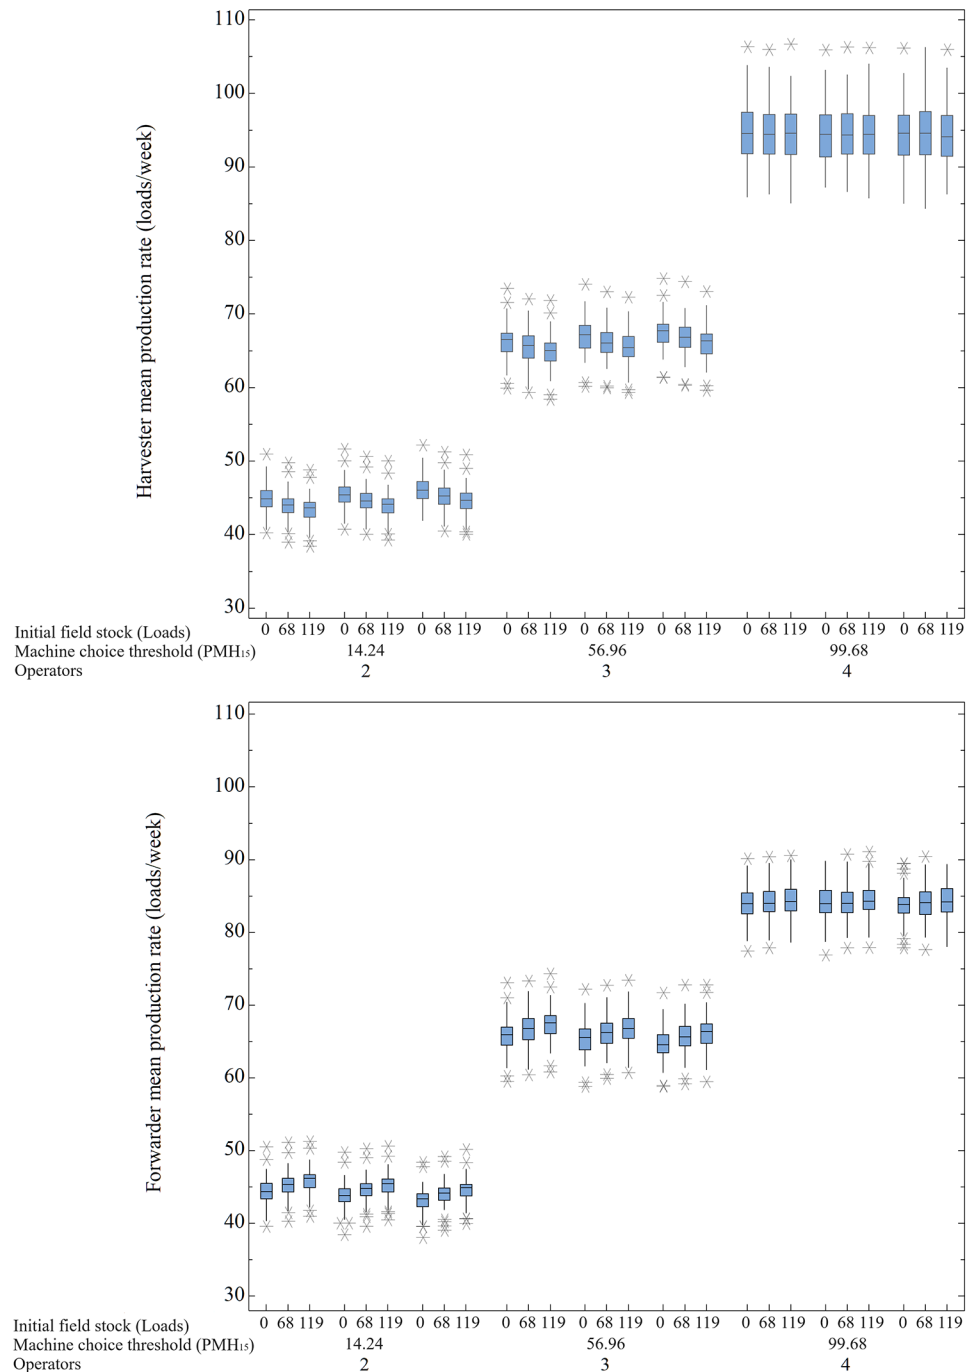 Harvester mean production rate (loads/week)
110
100
90
80
70
60
50
40
30
Initial field stock (Loads) 0 68 119 0 68 119 0 68 119 0 68 119 0 68 119 0 68 119 0 68 119 0 68 119 0 68 119
Machine choice threshold (PMH15) 14.24 56.96 99.68
Operators 2 3 4
Forwarder mean production rate (loads/week)
110
100
90
80
70
60
50
40
30
Initial field stock (Loads) 0 68 119 0 68 119 0 68 119 0 68 119 0 68 119 0 68 119 0 68 119 0 68 119 0 68 119
Machine choice threshold (PMH15) 14.24 56.96 99.68
Operators 2 3 4